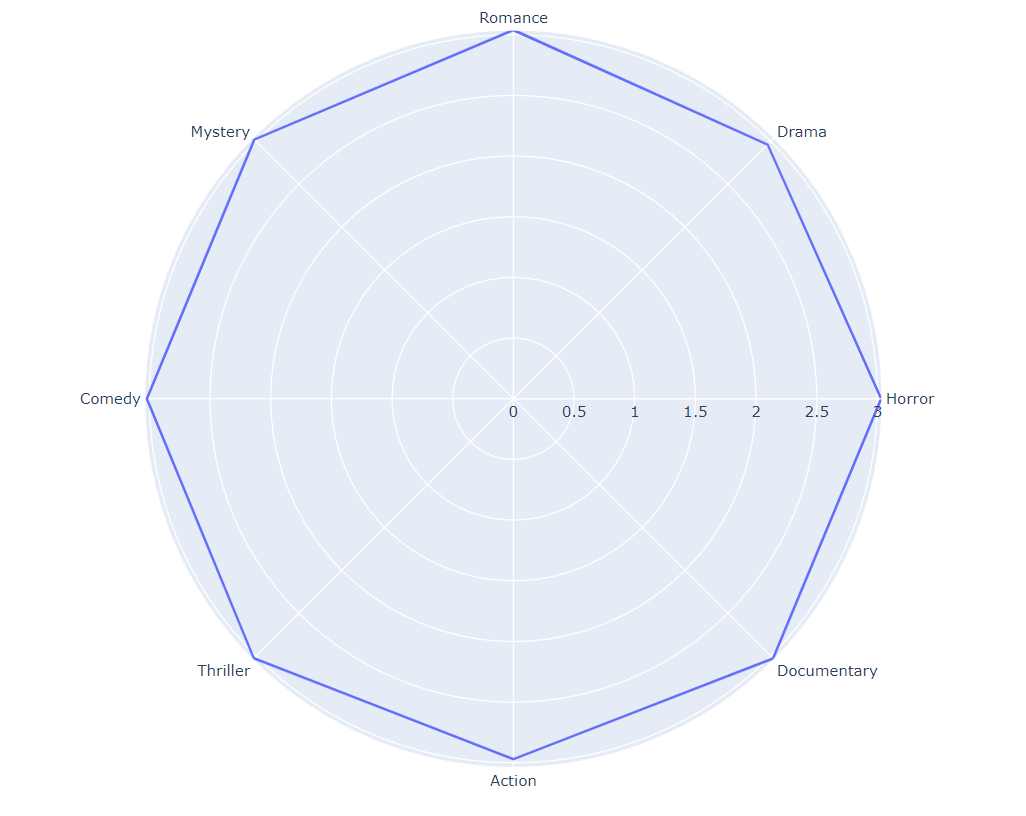 Romance
Mystery
Drama
Comedy
Horror
0 0.5 1 1.5 2 2.5 3
Thriller
Documentary
Action